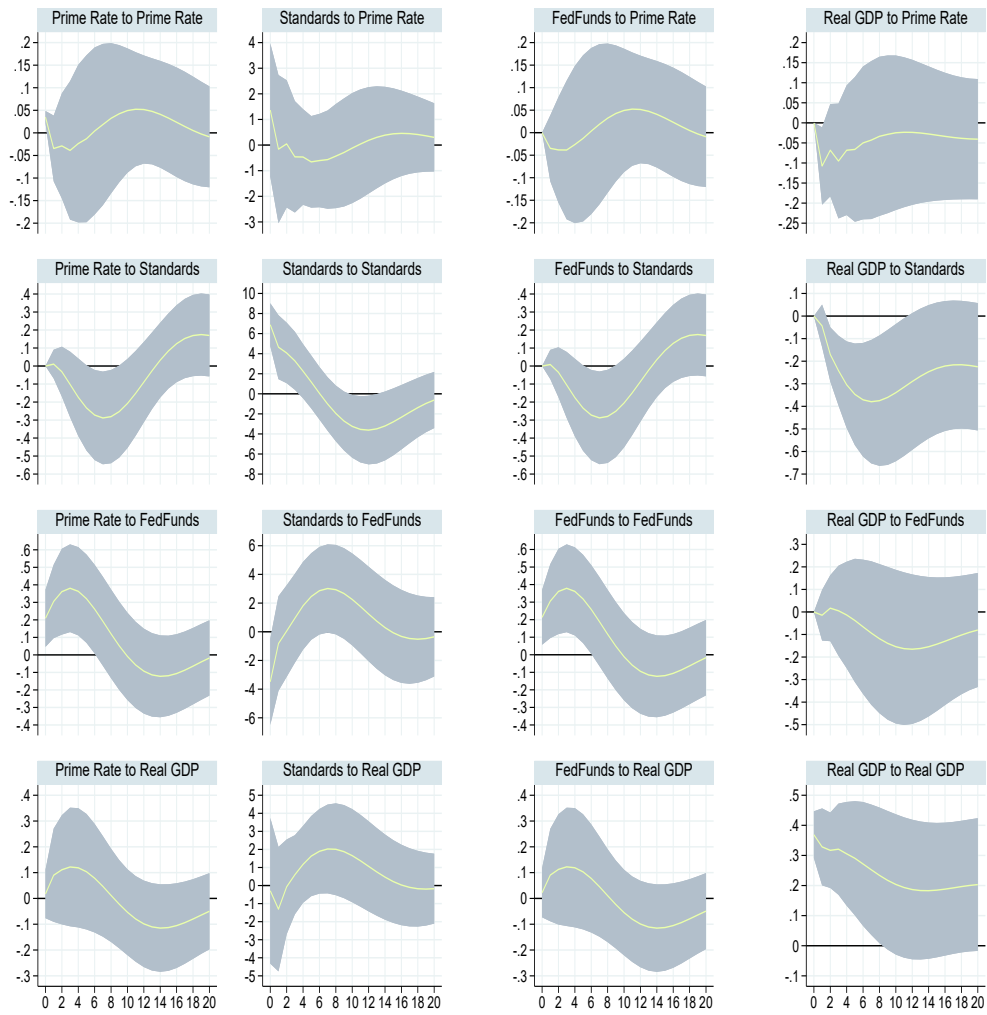 Prime Rate to Prime Rate Standards to Prime Rate FedFunds to Prime Rate Real GDP to Prime Rate
.2 4 .2 .2
.15 3 .15 .15
.1 2 .1 .1
.05 1 .05 .05
0 0 0 0
-.05 -1 -.05 -.05
-.1 -2 -.1 -.1
-.15 -3 -.15 -.15
-.2 -.2 -.2
-.25
Prime Rate to Standards Standards to Standards FedFunds to Standards Real GDP to Standards
.4 10 .4 .1
.3 8 .3 0
.2 6 .2 -.1
.1 4 .1 -.2
0 2 0 -.3
-.1 0 -.1 -.4
-.2 -2 -.2 -.5
-.3 -4 -.3 -.6
-.4 -6 -.4 -.7
-.5 -8 -.5
-.6 -.6
Prime Rate to FedFunds Standards to FedFunds FedFunds to FedFunds Real GDP to FedFunds
.6 6 .6 .3
.5 4 .5 .2
.4 2 .4 .1
.3 0 .3 0
.2 -2 .2 -.1
.1 -4 .1 -.2
0 -6 0 -.3
-.1 -.1 -.4
-.2 -.2 -.5
-.3 -.3
-.4 -.4
Prime Rate to Real GDP Standards to Real GDP FedFunds to Real GDP Real GDP to Real GDP
.4 5 .4 .5
.3 4 .3 .4
.2 3 .2 .3
.1 2 .1 .2
0 1 0 .1
-.1 0 -.1 0
-.2 -1 -.2 -.1
-.3 -2 -.3
-3
-4
-5
0 2 4 6 8 10 12 14 16 18 20 0 2 4 6 8 10 12 14 16 18 20 0 2 4 6 8 10 12 14 16 18 20 0 2 4 6 8 10 12 14 16 18 20